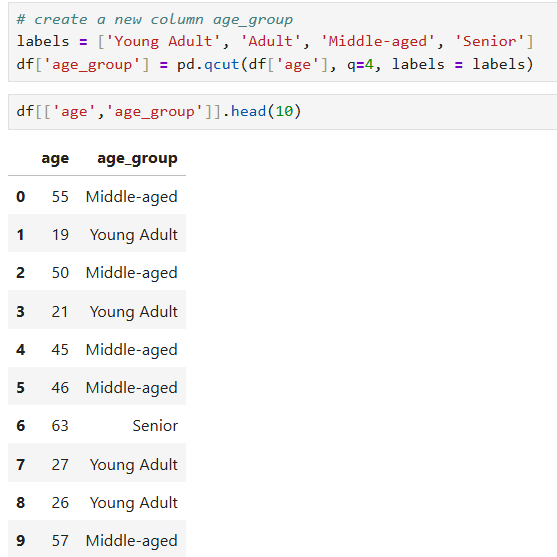 # create a new column age_group
labels = ['Young Adult', 'Adult', 'Middle-aged', 'Senior']
df['age_group'] = pd.qcut(df['age'], q=4, labels = labels)
df[['age','age_group']].head(10)
age age_group
0 55 Middle-aged
1 19 Young Adult
2 50 Middle-aged
3 21 Young Adult
4 45 Middle-aged
5 46 Middle-aged
6 63 Senior
7 27 Young Adult
8 26 Young Adult
9 57 Middle-aged